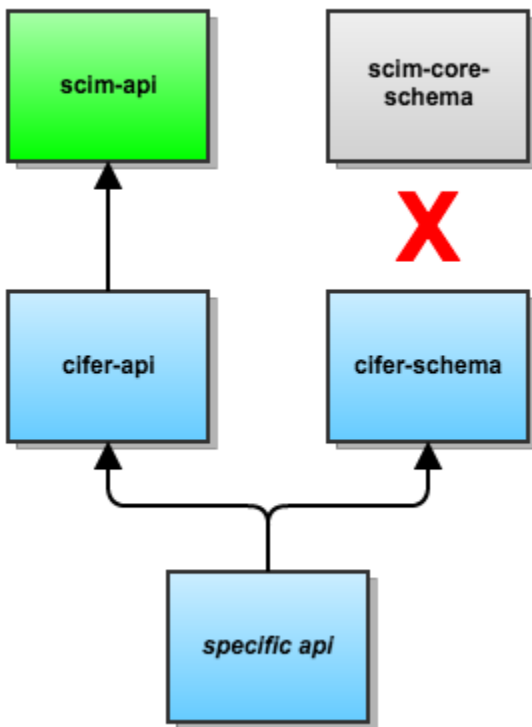 scim-api
scim-core-
schema
X
cifer-api
cifer-schema
specific api